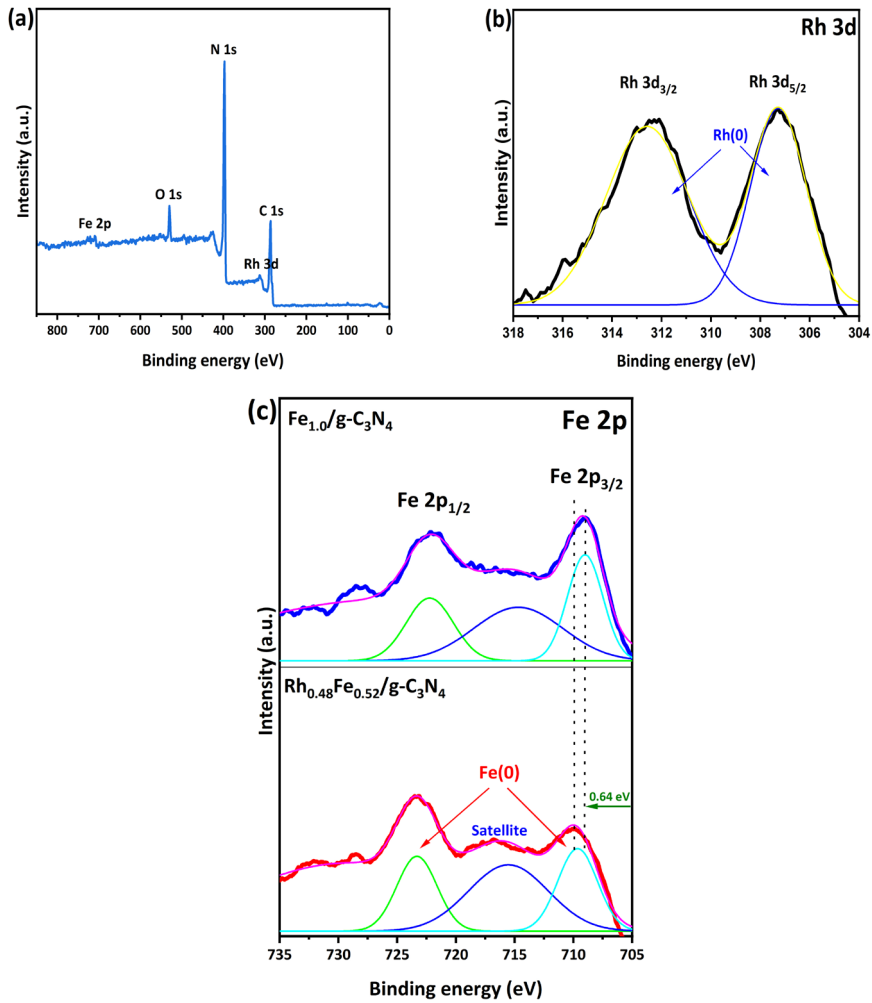 (a)
N 1s
O 1s
C 1s
Fe 2p
Rh 3d
Intensity (a.u.)
800 700 600 500 400 300 200 100 0
Binding energy (eV)
(b)
Rh 3d
Rh 3d3/2
Rh 3d5/2
Rh(0)
Intensity (a.u.)
318 316 314 312 310 308 306 304
Binding energy (eV)
(c)
Fe1.0/g-C3N4
Fe 2p
Fe 2p3/2
Fe 2p1/2
Intensity (a.u.)
Rh0.48Fe0.52/g-C3N4
Fe(0)
0.64 eV
Satellite
735 730 725 720 715 710 705
Binding energy (eV)